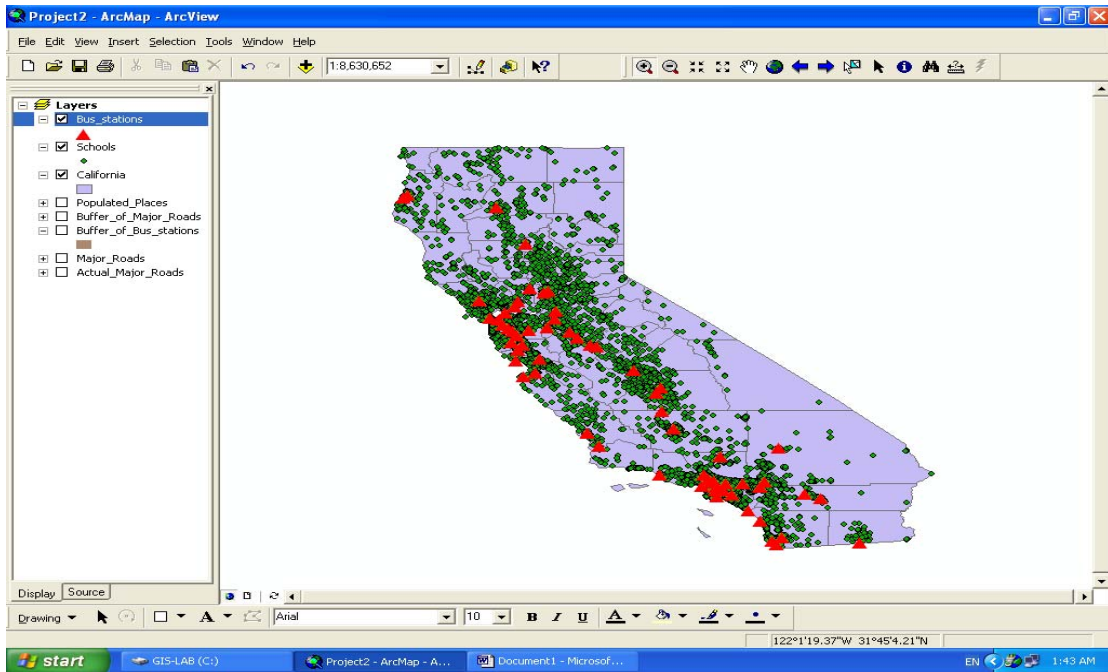 Project2 - ArcMap - ArcView
File Edit View Insert Selection Tools Window Help
1:8,630,652
Layers
Bus_stations
Schools
California
Populated_Places
Buffer_of_Major_Roads
Buffer_of_Bus_stations
Major_Roads
Actual_Major_Roads
Display Source
Drawing A Arial 10 B I U A
122°1'19.37"W 31°45'4.21"N
start GIS-LAB (C:) Project2 - ArcMap - A... Document1 - Microsof... EN 1:43 AM